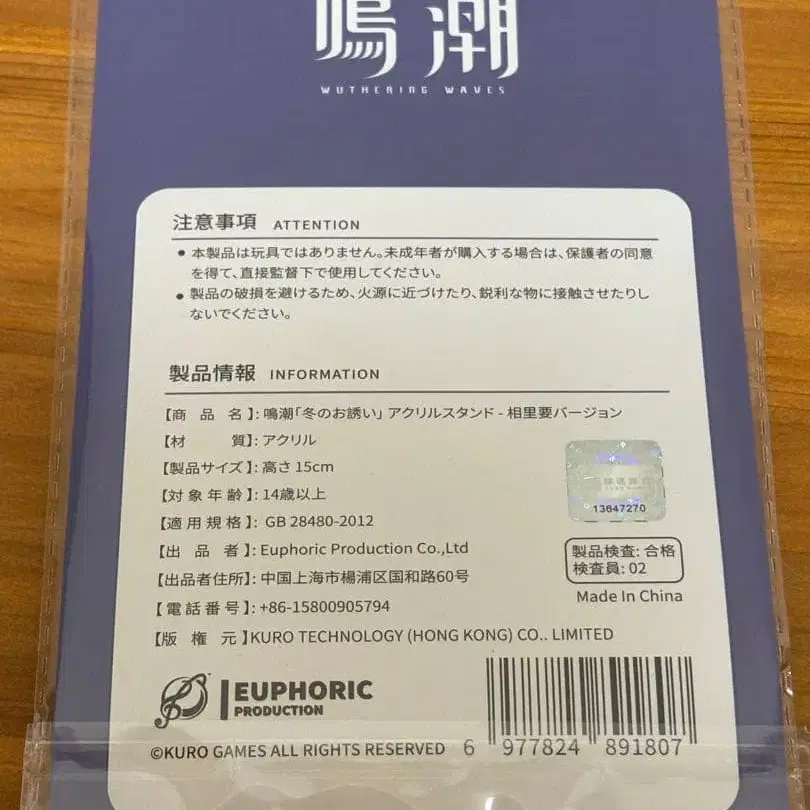 鳴潮
WUTHERING WAVES
注意事項 ATTENTION
● 本製品は玩具ではありません。未成年者が購入する場合は、保護者の同意
を得て、直接監督下で使用してください。
● 製品の破損を避けるため、火源に近づけたり、鋭利な物に接触させたりし
ないでください。
製品情報 INFORMATION
【商品名】: 鳴潮「冬のお誘い」 アクリルスタンド - 相里要バージョン
【材質】: アクリル
【製品サイズ】: 高さ 15cm
【対象年齢】: 14歳以上
【適用規格】: GB 28480-2012
【出品者】: Euphoric Production Co.,Ltd
【出品者住所】: 中国上海市楊浦区国和路60号
【電話番号】: +86-15800905794
【版権元】KURO TECHNOLOGY (HONG KONG) CO.. LIMITED
13647270
製品検査: 合格
検査員: 02
Made In China
EUPHORIC
PRODUCTION
©KURO GAMES ALL RIGHTS RESERVED
6 977824 891807